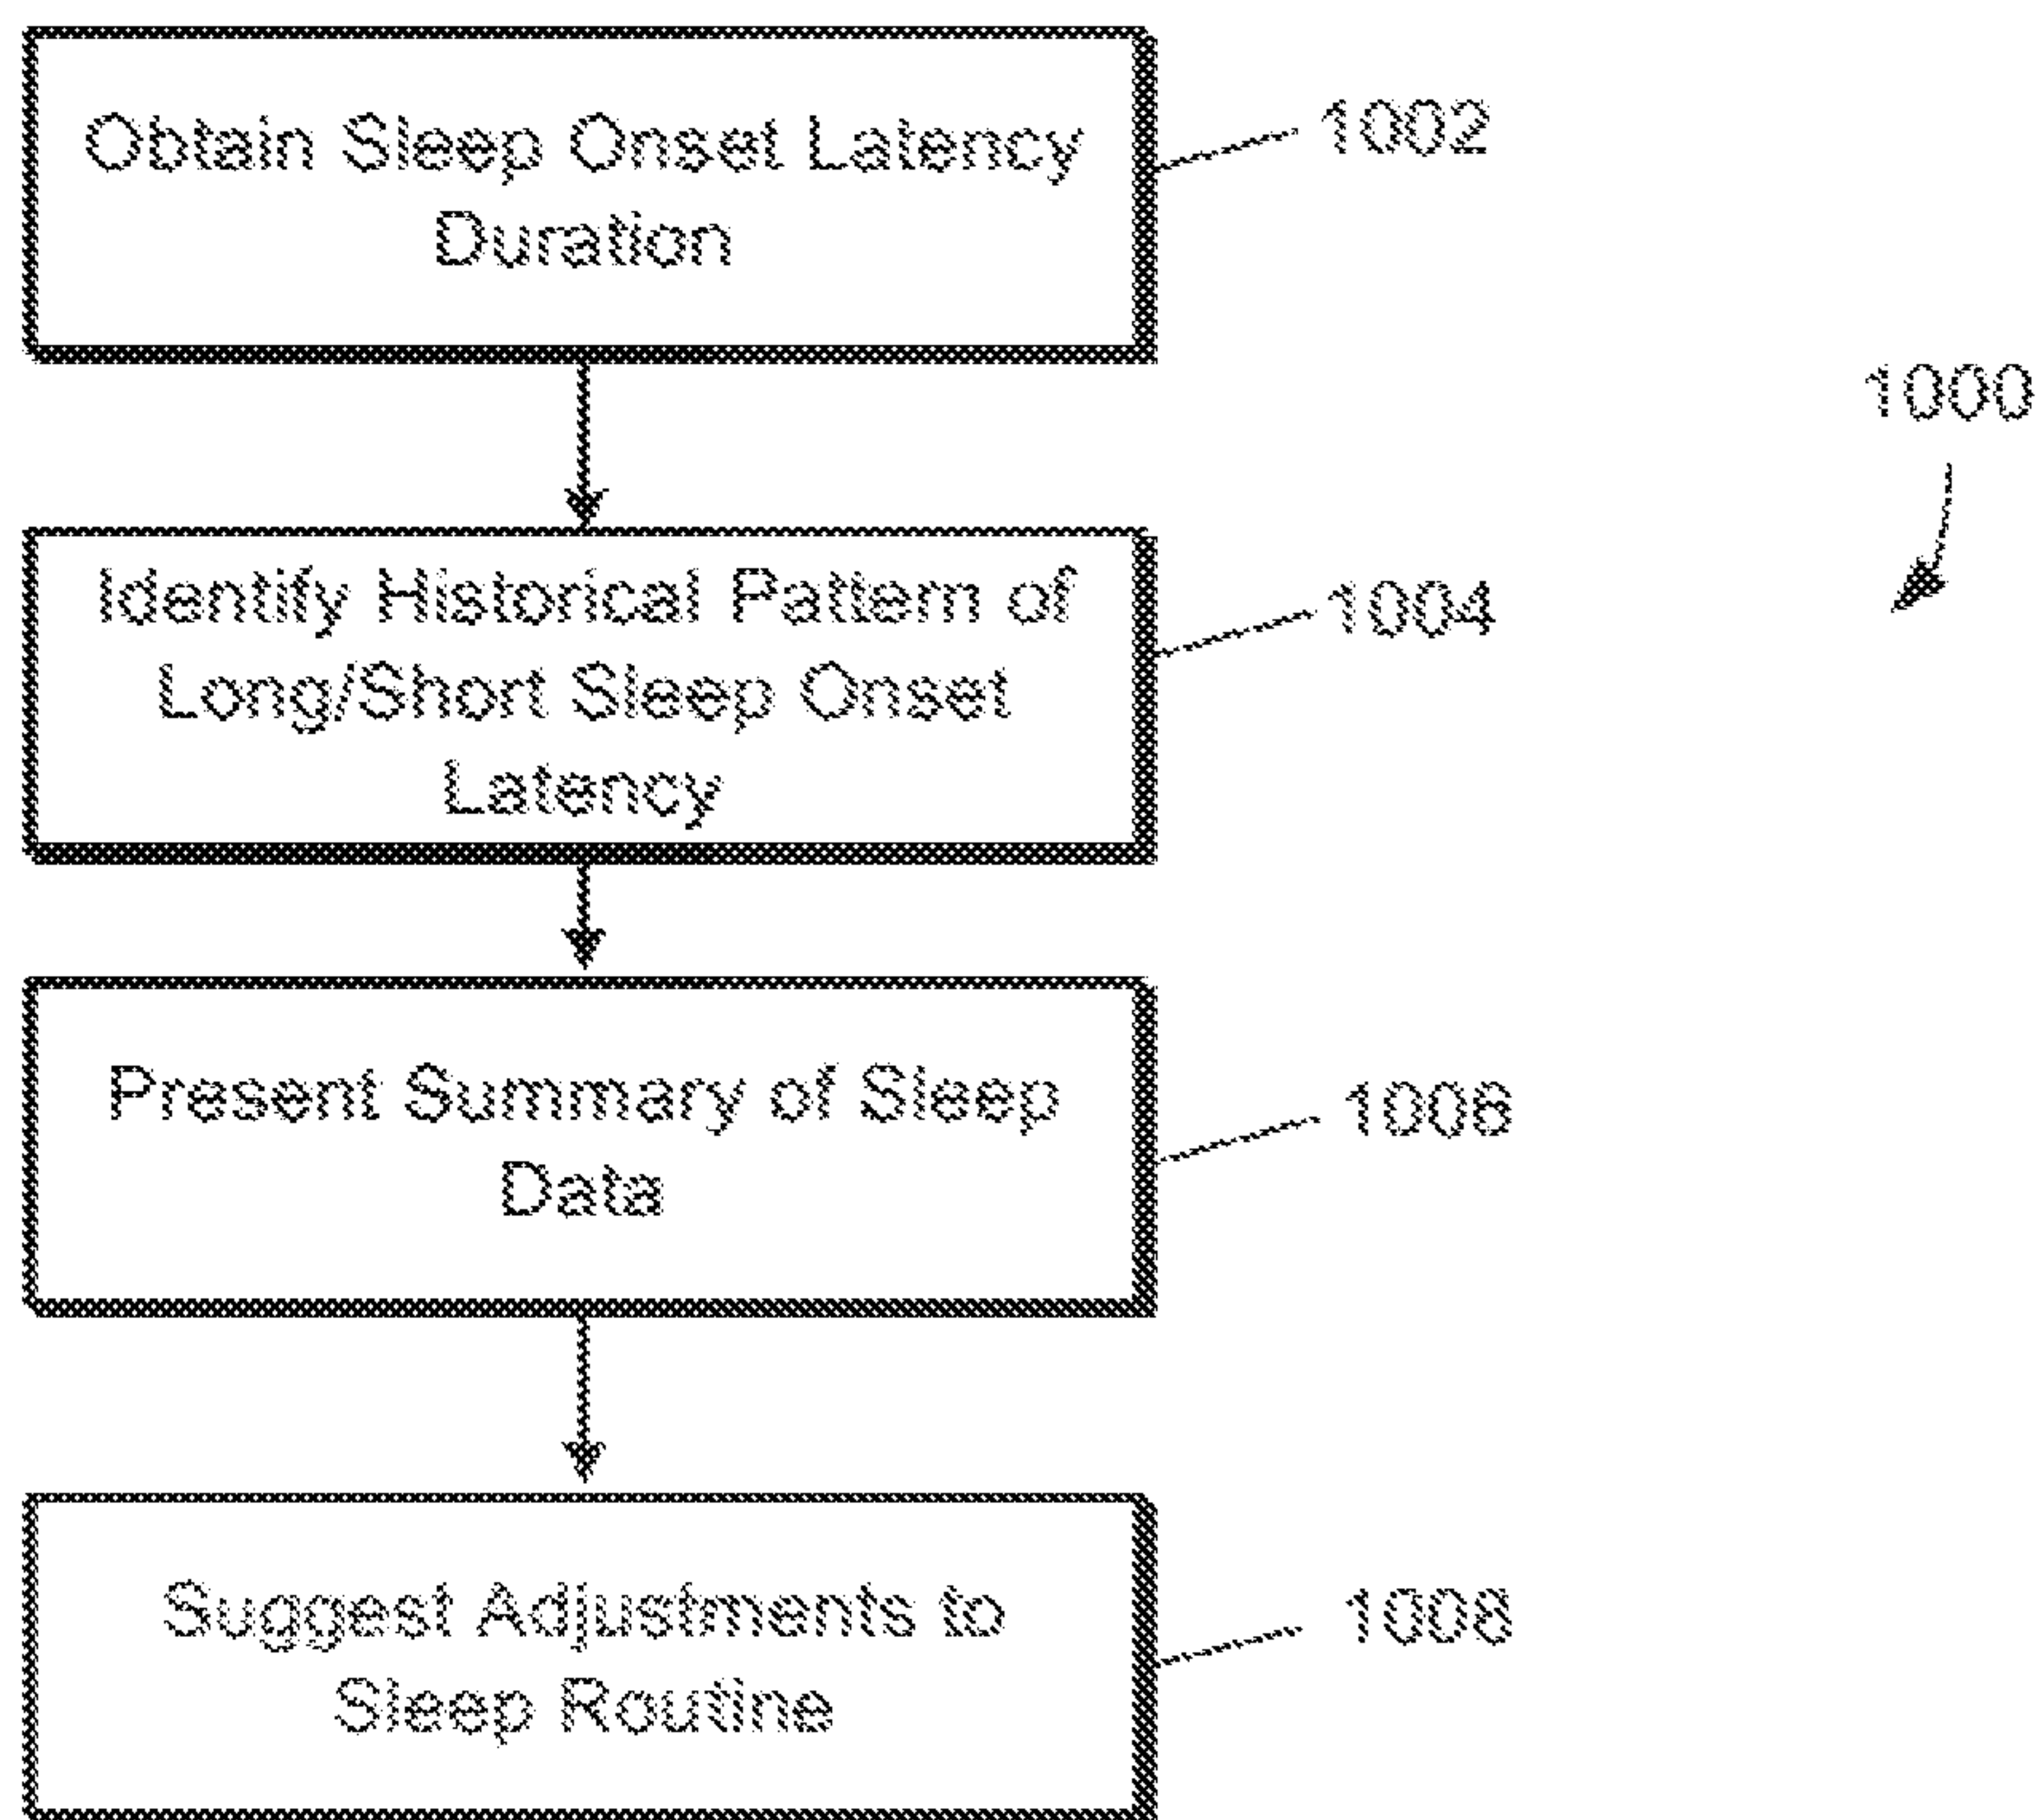 Obtain Sleep Onset Latency
Duration
1002
1000
Identify Historical Pattern of
Long/Short Sleep Onset
Latency
1004
Present Summary of Sleep
Data
1006
Suggest Adjustments to
Sleep Routine
1008